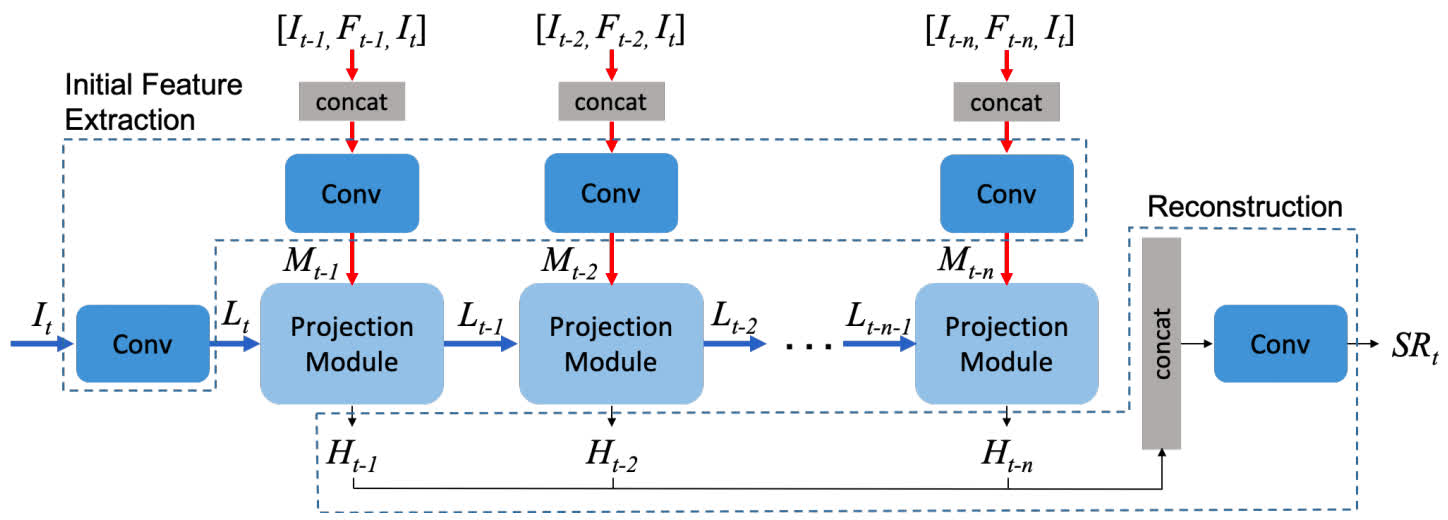 [I_{t-1}, F_{t-1}, I_t]
[I_{t-2}, F_{t-2}, I_t]
[I_{t-n}, F_{t-n}, I_t]
Initial Feature
Extraction
concat
concat
concat
Conv
Conv
Conv
Reconstruction
M_{t-1}
M_{t-2}
M_{t-n}
I_t
Conv
L_t
Projection
Module
L_{t-1}
Projection
Module
L_{t-2}
...
L_{t-n-1}
Projection
Module
concat
Conv
SR_t
H_{t-1}
H_{t-2}
H_{t-n}